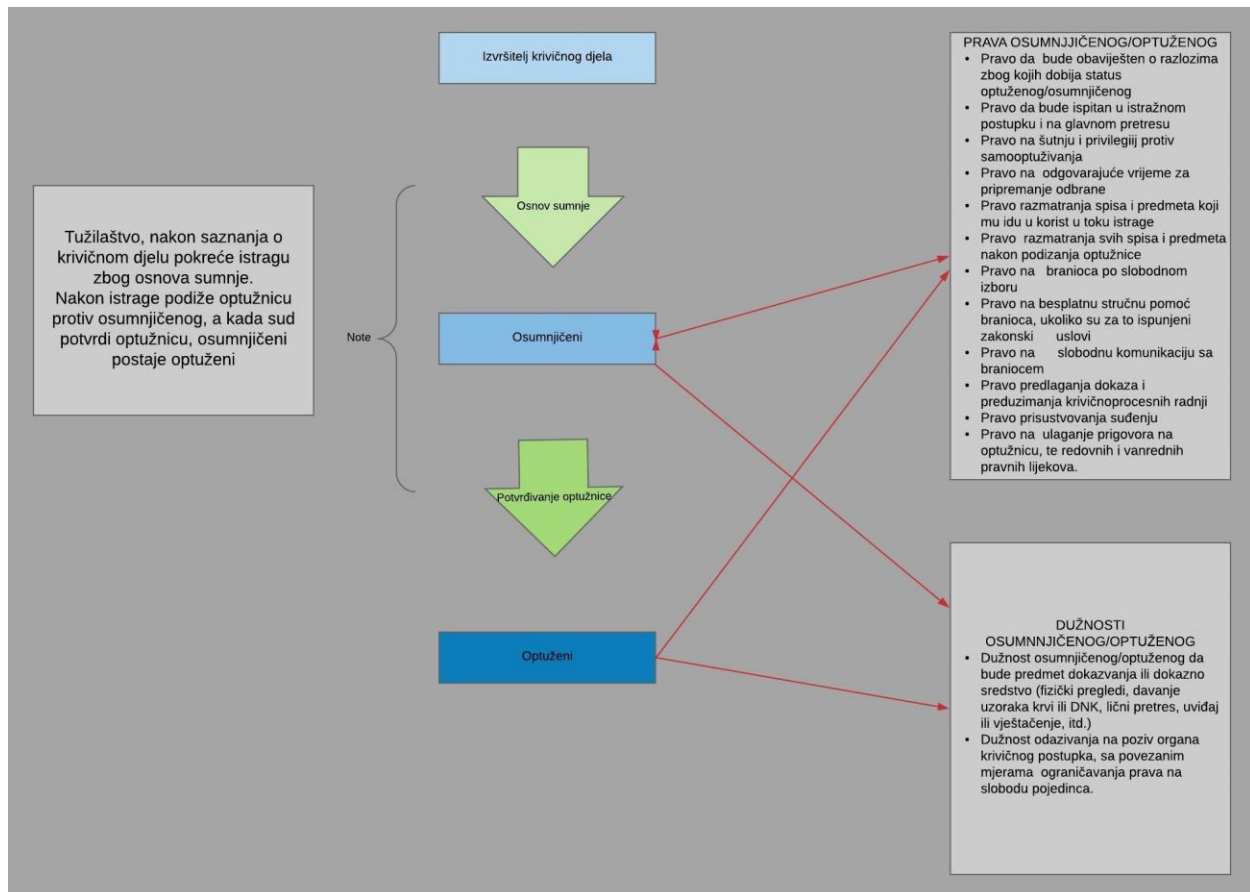 Izvršitelj krivičnog djela
Osnov sumnje
Tužilaštvo, nakon saznanja o
krivičnom djelu pokreće istragu
zbog osnova sumnje.
Nakon istrage podiže optužnicu
protiv osumnjičenog, a kada sud
potvrdi optužnicu, osumnjičeni
postaje optuženi
Note
Osumnjičeni
Potvrđivanje optužnice
Optuženi
PRAVA OSUMNJJIČENOG/OPTUŽENOG
• Pravo da bude obaviješten o razlozima
zbog kojih dobija status
optuženog/osumnjičenog
• Pravo da bude ispitan u istražnom
postupku i na glavnom pretresu
• Pravo na šutnju i privilegiij protiv
samooptuživanja
• Pravo na odgovarajuće vrijeme za
pripremanje odbrane
• Pravo razmatranja spisa i predmeta koji
mu idu u korist u toku istrage
• Pravo razmatranja svih spisa i predmeta
nakon podizanja optužnice
• Pravo na branioca po slobodnom
izboru
• Pravo na besplatnu stručnu pomoć
branioca, ukoliko su za to ispunjeni
zakonski uslovi
• Pravo na slobodnu komunikaciju sa
braniocem
• Pravo predlaganja dokaza i
preduzimanja krivičnoprocesnih radnji
• Pravo prisustvovanja suđenju
• Pravo na ulaganje prigovora na
optužnicu, te redovnih i vanrednih
pravnih lijekova.
DUŽNOSTI
OSUMNNJIČENOG/OPTUŽENOG
• Dužnost osumnjičenog/optuženog da
bude predmet dokazvanja ili dokazno
sredstvo (fizički pregledi, davanje
uzoraka krvi ili DNK, lični pretres, uviđaj
ili vještačenje, itd.)
• Dužnost odazivanja na poziv organa
krivičnog postupka, sa povezanim
mjerama ograničavanja prava na
slobodu pojedinca.